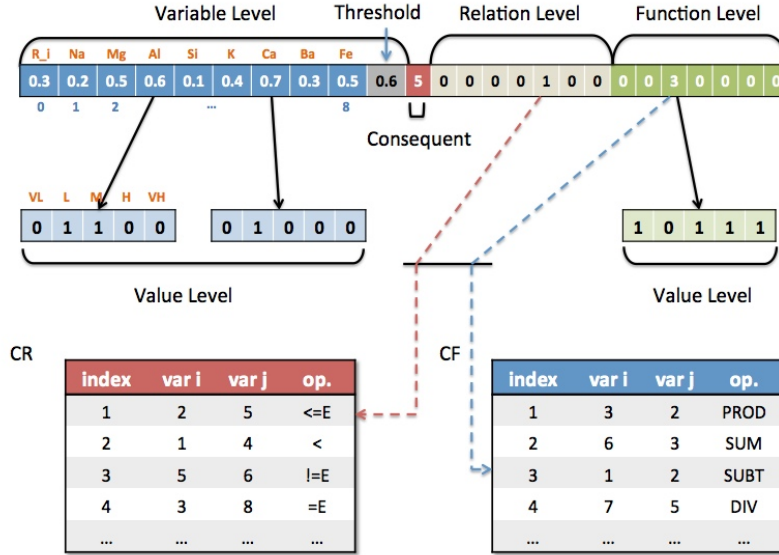 Variable Level Threshold Relation Level Function Level
R_i Na Mg Al Si K Ca Ba Fe
0.3 0.2 0.5 0.6 0.1 0.4 0.7 0.3 0.5 0.6 5 0 0 0 0 1 0 0 0 0 3 0 0 0 0
0 1 2 ... 8
Consequent
VL L M H VH
0 1 1 0 0 0 1 0 0 0 1 0 1 1 1
Value Level Value Level
CR CF
index var i var j op. index var i var j op.
1 2 5 <=E 1 3 2 PROD
2 1 4 < 2 6 3 SUM
3 5 6 !=E 3 1 2 SUBT
4 3 8 =E 4 7 5 DIV
... ... ... ... ... ... ... ...